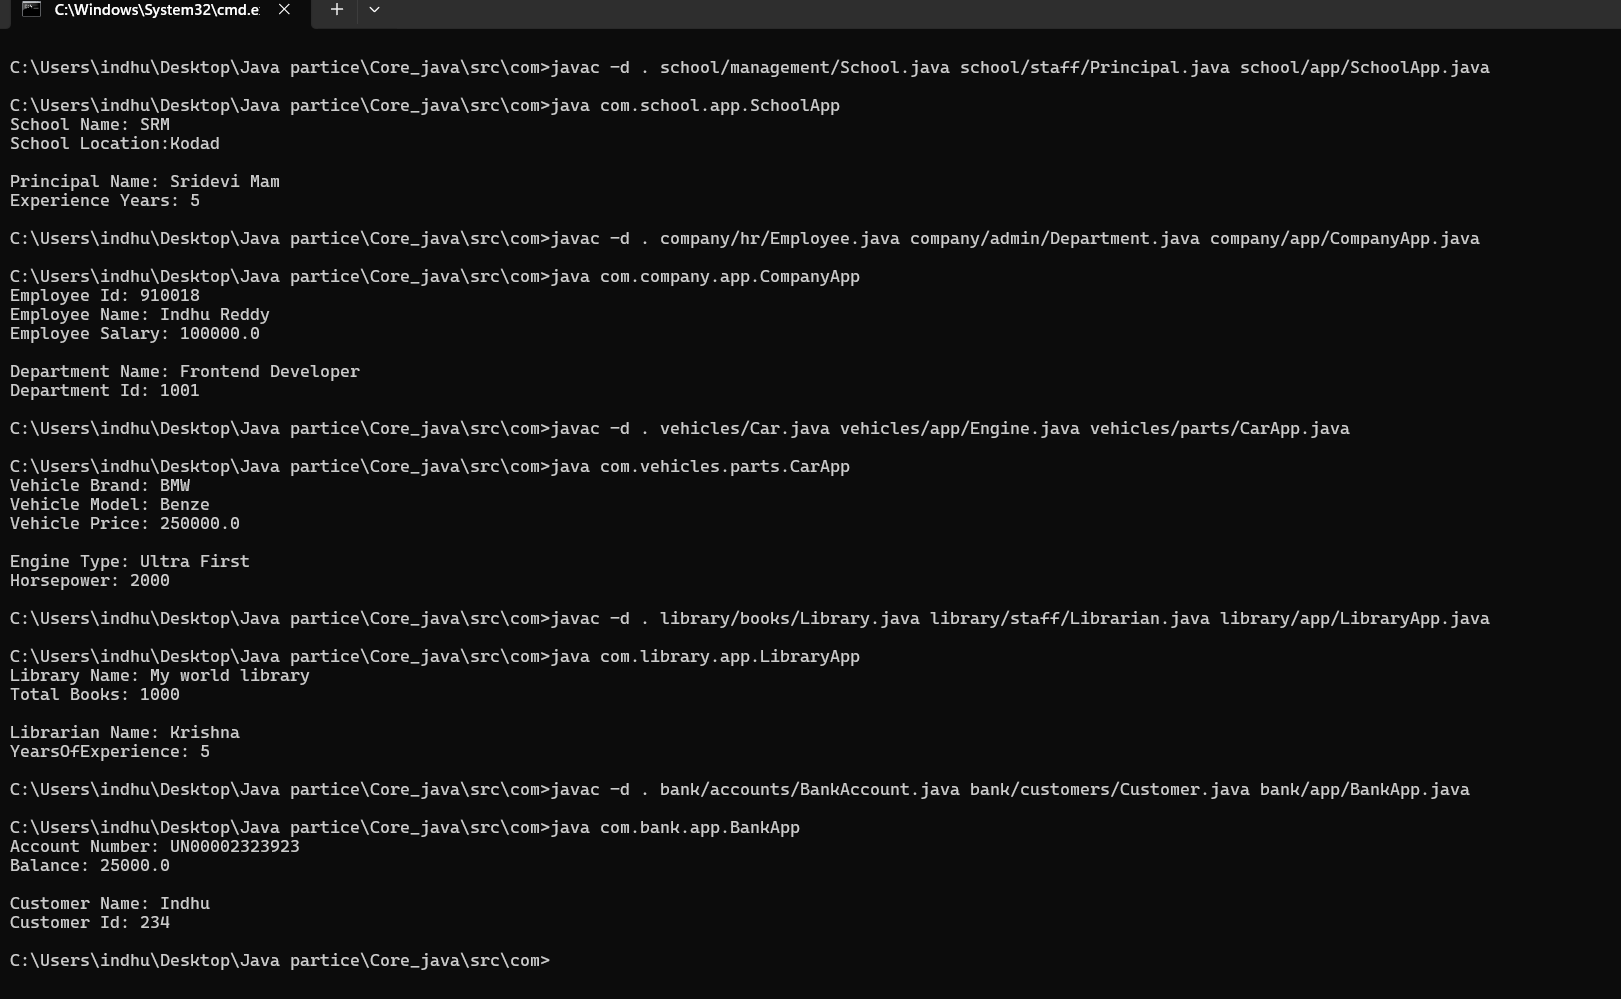 C:\Windows\System32\cmd.e
C:\Users\indhu\Desktop\Java partice\Core_java\src\com>javac -d . school/management/School.java school/staff/Principal.java school/app/SchoolApp.java
C:\Users\indhu\Desktop\Java partice\Core_java\src\com>java com.school.app.SchoolApp
School Name: SRM
School Location:Kodad
Principal Name: Sridevi Mam
Experience Years: 5
C:\Users\indhu\Desktop\Java partice\Core_java\src\com>javac -d . company/hr/Employee.java company/admin/Department.java company/app/CompanyApp.java
C:\Users\indhu\Desktop\Java partice\Core_java\src\com>java com.company.app.CompanyApp
Employee Id: 910018
Employee Name: Indhu Reddy
Employee Salary: 100000.0
Department Name: Frontend Developer
Department Id: 1001
C:\Users\indhu\Desktop\Java partice\Core_java\src\com>javac -d . vehicles/Car.java vehicles/app/Engine.java vehicles/parts/CarApp.java
C:\Users\indhu\Desktop\Java partice\Core_java\src\com>java com.vehicles.parts.CarApp
Vehicle Brand: BMW
Vehicle Model: Benze
Vehicle Price: 250000.0
Engine Type: Ultra First
Horsepower: 2000
C:\Users\indhu\Desktop\Java partice\Core_java\src\com>javac -d . library/books/Library.java library/staff/Librarian.java library/app/LibraryApp.java
C:\Users\indhu\Desktop\Java partice\Core_java\src\com>java com.library.app.LibraryApp
Library Name: My world library
Total Books: 1000
Librarian Name: Krishna
YearsOfExperience: 5
C:\Users\indhu\Desktop\Java partice\Core_java\src\com>javac -d . bank/accounts/BankAccount.java bank/customers/Customer.java bank/app/BankApp.java
C:\Users\indhu\Desktop\Java partice\Core_java\src\com>java com.bank.app.BankApp
Account Number: UN00002323923
Balance: 25000.0
Customer Name: Indhu
Customer Id: 234
C:\Users\indhu\Desktop\Java partice\Core_java\src\com>